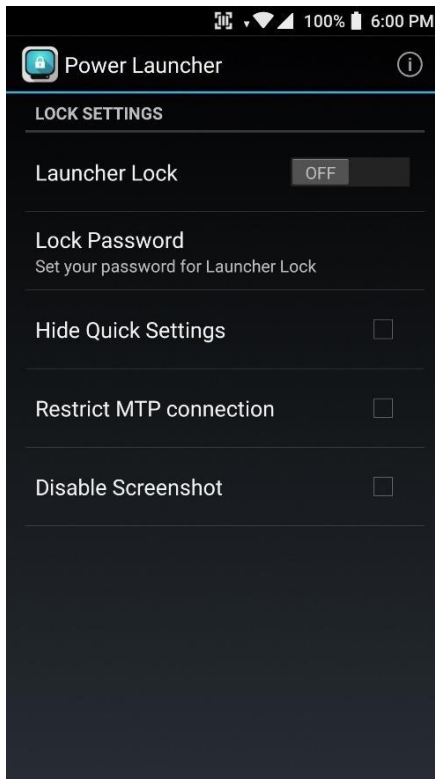 100% 6:00 PM
Power Launcher
LOCK SETTINGS
Launcher Lock OFF
Lock Password
Set your password for Launcher Lock
Hide Quick Settings
Restrict MTP connection
Disable Screenshot